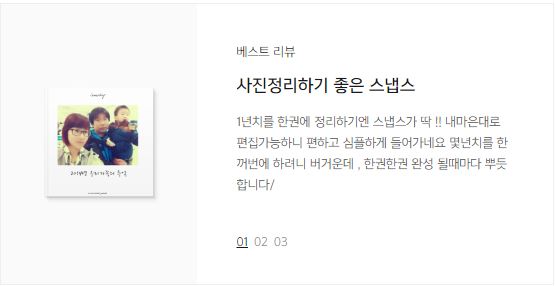 베스트 리뷰
사진정리하기 좋은 스냅스
1년치를 한권에 정리하기엔 스냅스가 딱 !! 내마은대로
편집가능하니 편하고 심플하게 들어가네요 몇년치를 한
꺼번에 하려니 버거운데 , 한권한권 완성 될때마다 뿌듯
합니다/
01 02 03